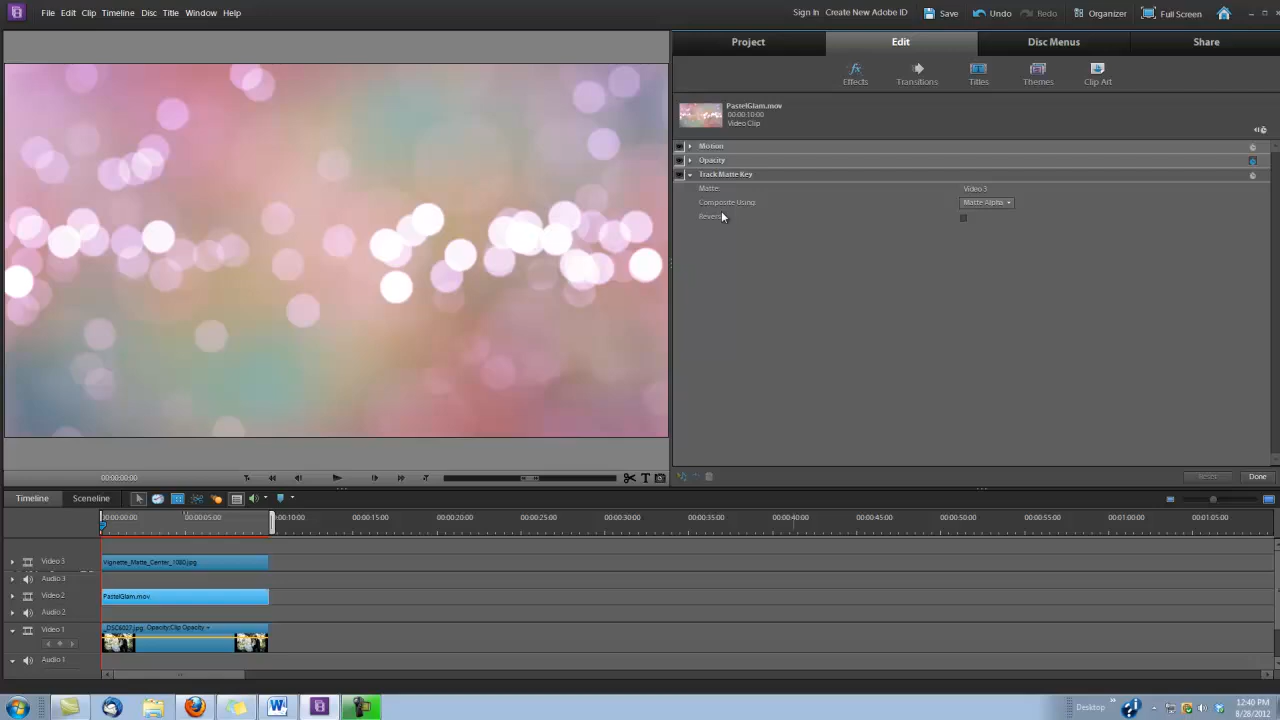 File Edit Clip Timeline Disc Title Window Help
Sign In Create New Adobe ID Save Undo Redo Organizer Full Screen
Project Edit Disc Menus Share
Effects Transitions Titles Themes Clip Art
PastelGlam.mov
00:00:10:00
Video Clip
Motion
Opacity
Track Matte Key
Matte: Video 3
Composite Using Matte Alpha
Revers
00:00:00:00
T
Reset Done
Timeline Sceneline
00:00:00:00 00:00:05:00 00:00:10:00 00:00:15:00 00:00:20:00 00:00:25:00 00:00:30:00 00:00:35:00 00:00:40:00 00:00:45:00 00:00:50:00 00:00:55:00 00:01:00:00 00:01:05:00
Video 3 Vignette_Matte_Center_1080.jpg
Audio 3
Video 2 PastelGlam.mov
Audio 2
Video 1 _DSC6027.jpg Opacity:Clip Opacity
Audio 1
Desktop 12:40 PM
8/28/2012